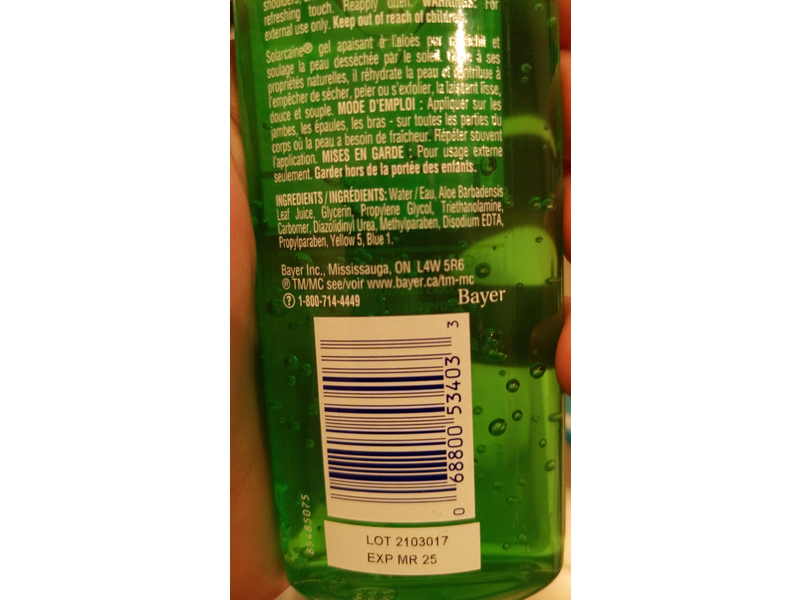 refreshing touch. Reapply often. WARNINGS: For
external use only. Keep out of reach of children.
Solarcaine® gel apaisant à l'aloès pur et
soulage la peau desséchée par le soleil. à ses
propriétés naturelles, il réhydrate la peau et contribue à
l'empêcher de sécher, peler ou s'exfolier, la laissant lisse,
douce et souple. MODE D'EMPLOI : Appliquer sur les
jambes, les épaules, les bras - sur toutes les parties du
corps où la peau a besoin de fraîcheur. Répéter souvent
l'application. MISES EN GARDE : Pour usage externe
seulement. Garder hors de la portée des enfants.
INGREDIENTS / INGRÉDIENTS: Water / Eau, Aloe Barbadensis
Leaf Juice, Glycerin, Propylene Glycol, Triethanolamine,
Carbomer, Diazolidinyl Urea, Methylparaben, Disodium EDTA,
Propylparaben, Yellow 5, Blue 1.
Bayer Inc., Mississauga, ON L4W 5R6
® TM/MC see/voir www.bayer.ca/tm-mc
1-800-714-4449
Bayer
0 68800 53403 3
85485075
LOT 2103017
EXP MR 25